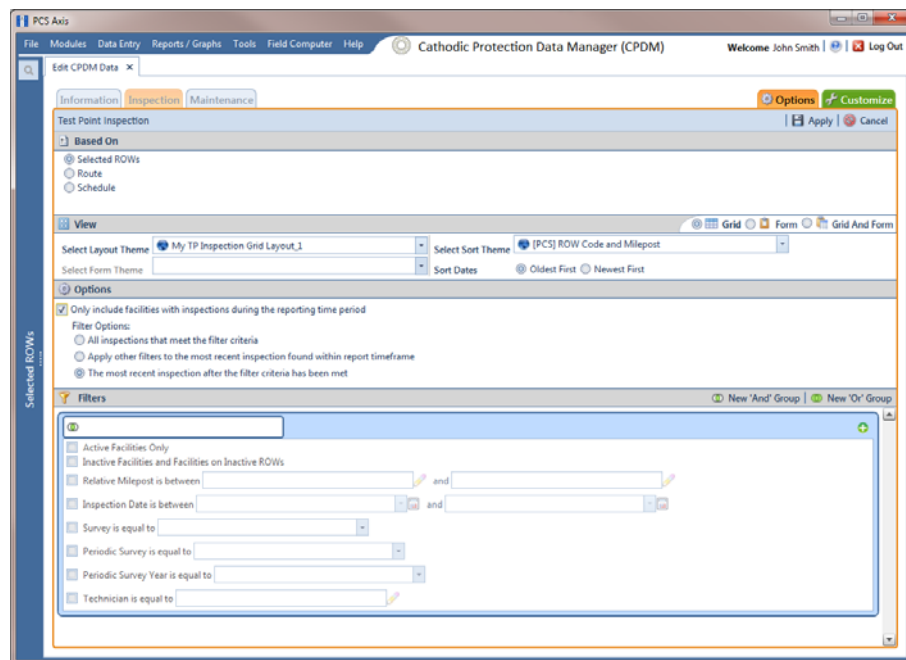 PCS Axis
File Modules Data Entry Reports / Graphs Tools Field Computer Help Cathodic Protection Data Manager (CPDM) Welcome John Smith | Log Out
Edit CPDM Data ×
Information Inspection Maintenance Options Customize
Test Point Inspection | Apply | Cancel
Based On
Selected ROWs
Route
Schedule
View Grid Form Grid And Form
Select Layout Theme My TP Inspection Grid Layout_1 Select Sort Theme [PCS] ROW Code and Milepost
Select Form Theme Sort Dates Oldest First Newest First
Options
Only include facilities with inspections during the reporting time period
Filter Options:
All inspections that meet the filter criteria
Apply other filters to the most recent inspection found within report timeframe
The most recent inspection after the filter criteria has been met
Selected ROWs
Filters New 'And' Group | New 'Or' Group
Active Facilities Only
Inactive Facilities and Facilities on Inactive ROWs
Relative Milepost is between and
Inspection Date is between and
Survey is equal to
Periodic Survey is equal to
Periodic Survey Year is equal to
Technician is equal to